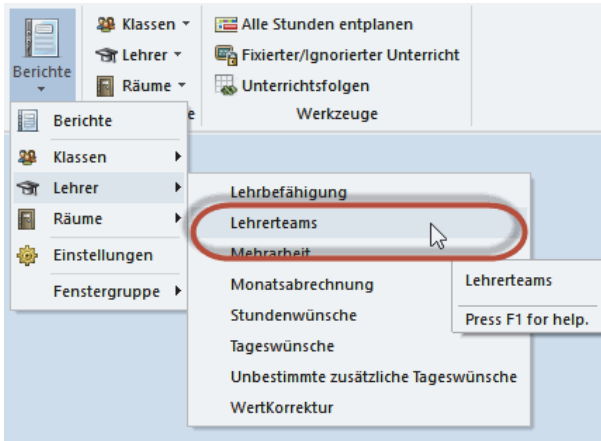 Klassen
Alle Stunden entplanen
Lehrer
Fixierter/Ignorierter Unterricht
Berichte
Räume
Unterrichtsfolgen
e
Werkzeuge
Berichte
Klassen
Lehrer
Räume
Einstellungen
Fenstergruppe
Lehrbefähigung
Lehrerteams
Mehrarbeit
Monatsabrechnung
Stundenwünsche
Tageswünsche
Unbestimmte zusätzliche Tageswünsche
WertKorrektur
Lehrerteams
Press F1 for help.